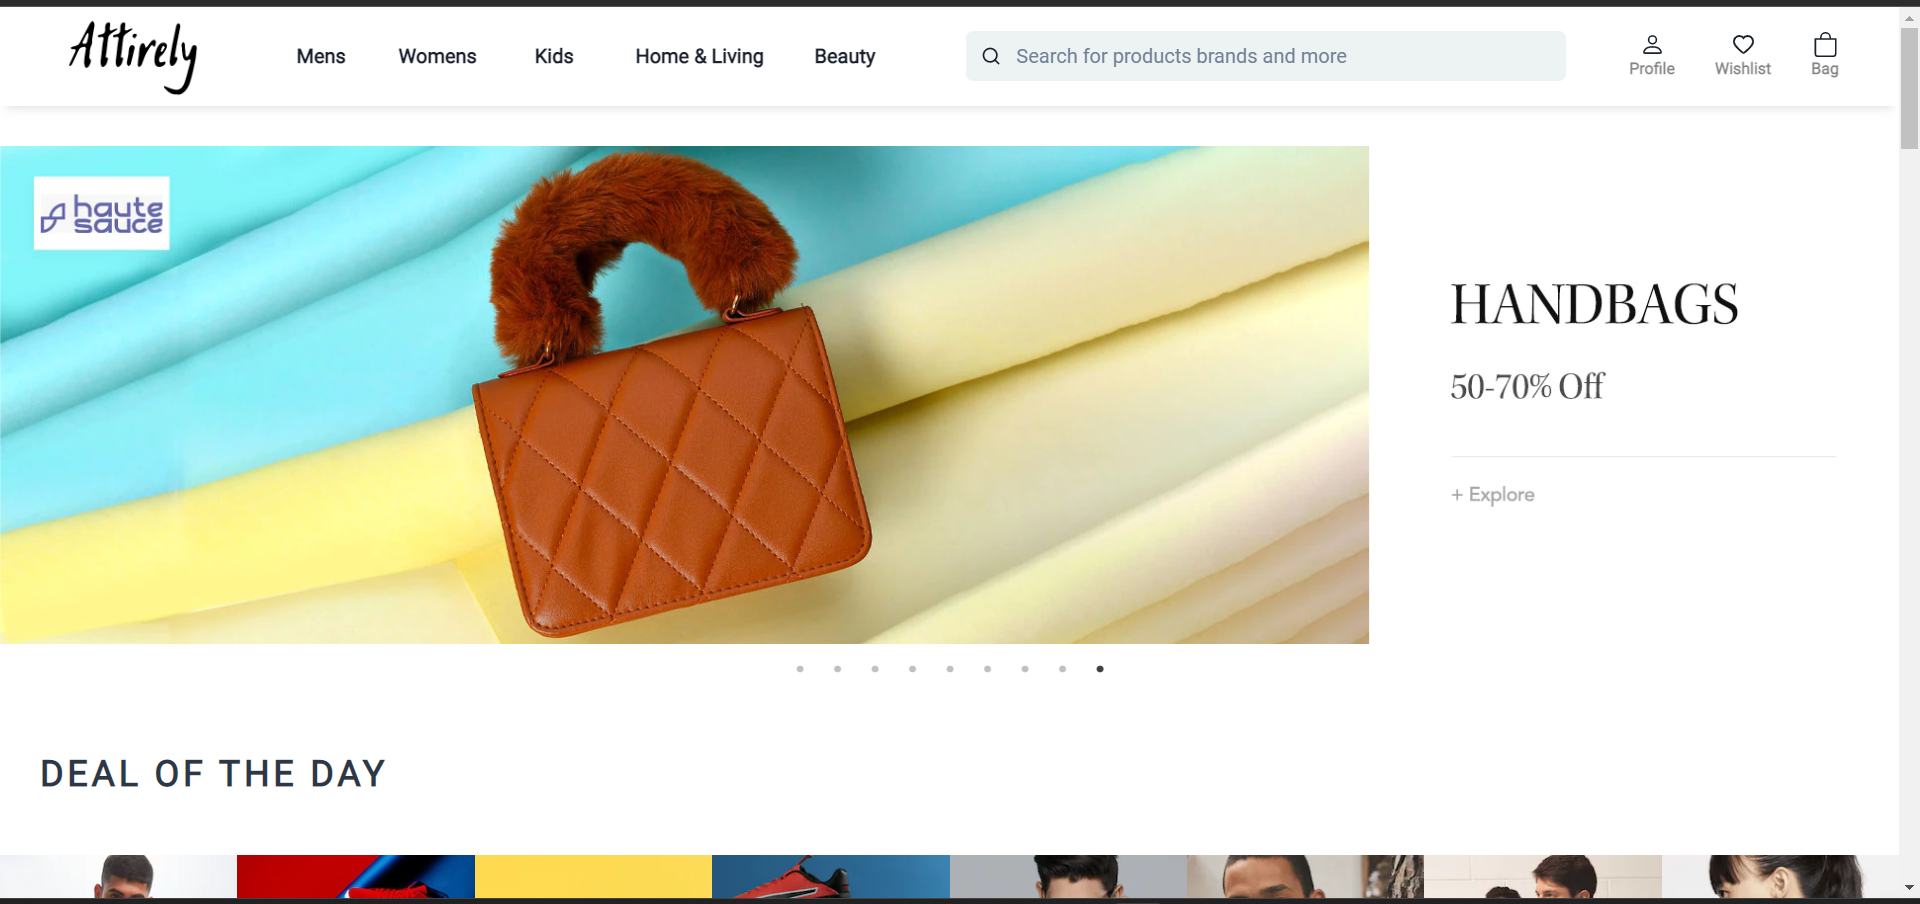 Attirely
Mens Womens Kids Home & Living Beauty
Search for products brands and more
Profile Wishlist Bag
haute
sauce
HANDBAGS
50-70% Off
+ Explore
DEAL OF THE DAY